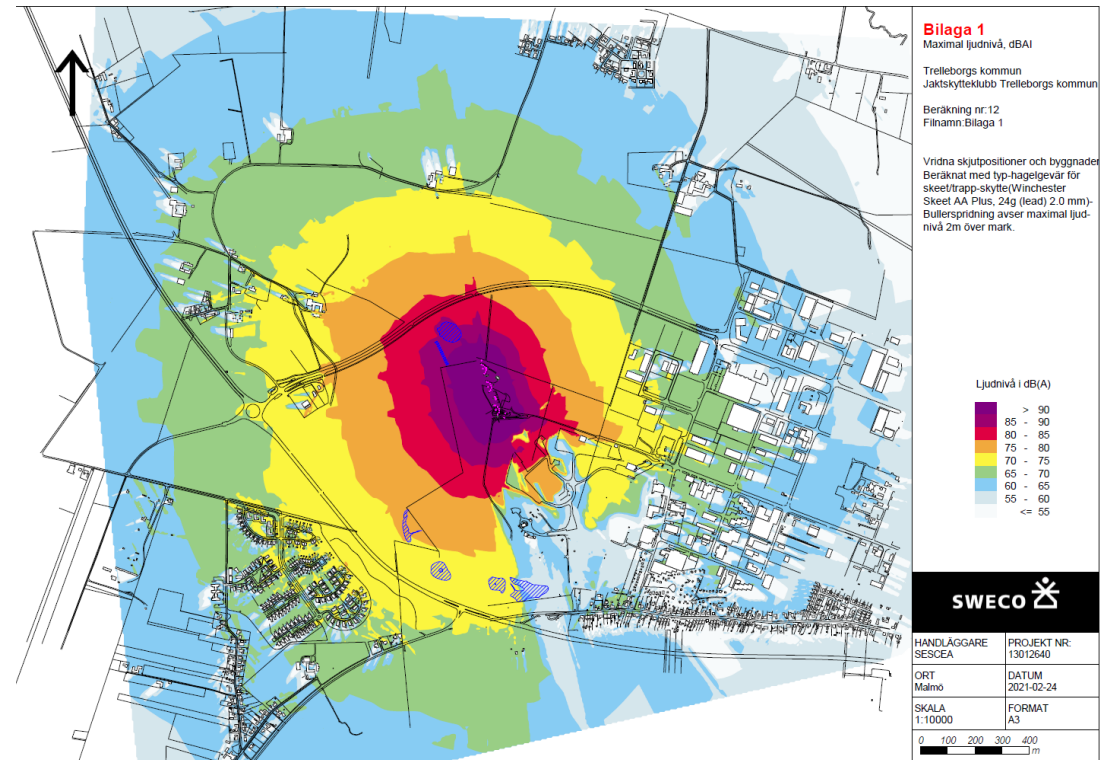 Bilaga 1
Maximal ljudnivå, dBAI
Trelleborgs kommun
Jaktskytteklubb Trelleborgs kommun
Beräkning nr:12
Filnamn:Bilaga 1
Vridna skjutpositioner och byggnader
Beräknat med typ-hagelgevär för
skeet/trapp-skytte(Winchester
Skeet AA Plus, 24g (lead) 2.0 mm)-
Bullerspridning avser maximal ljud-
nivå 2m över mark.
Ljudnivå i dB(A)
> 90
85 - 90
80 - 85
75 - 80
70 - 75
65 - 70
60 - 65
55 - 60
<= 55
SWECO
HANDLÄGGARE
SESCEA
PROJEKT NR:
13012640
ORT
Malmö
DATUM
2021-02-24
SKALA
1:10000
FORMAT
A3
0 100 200 300 400
m